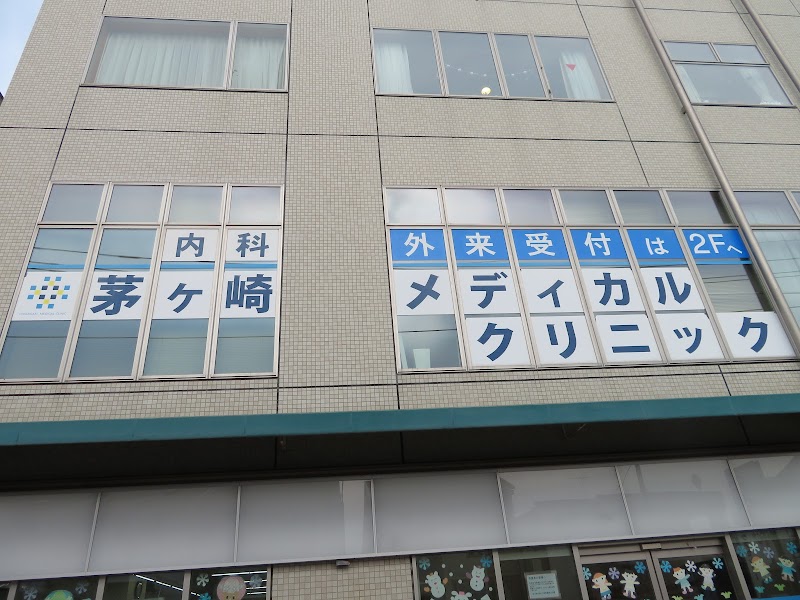 内科
茅ヶ崎
外来受付は2Fへ
メディカル
クリニック